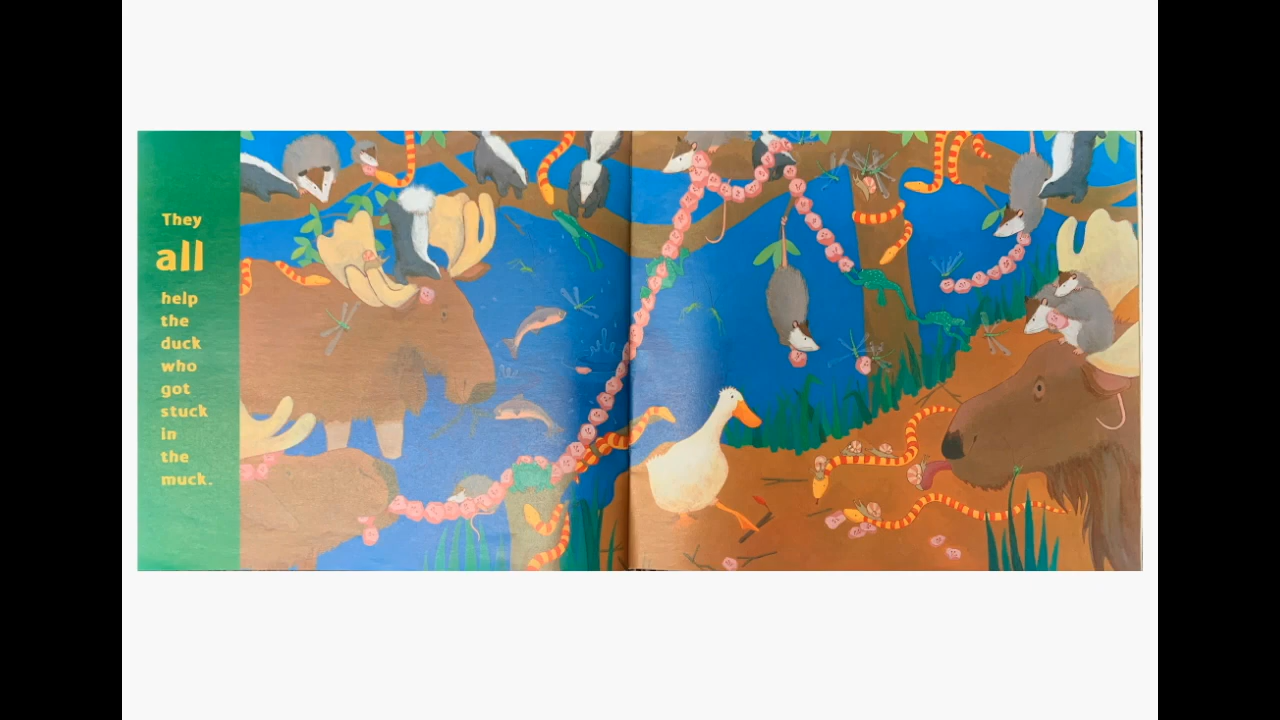 They
all
help
the
duck
who
got
stuck
in
the
muck.